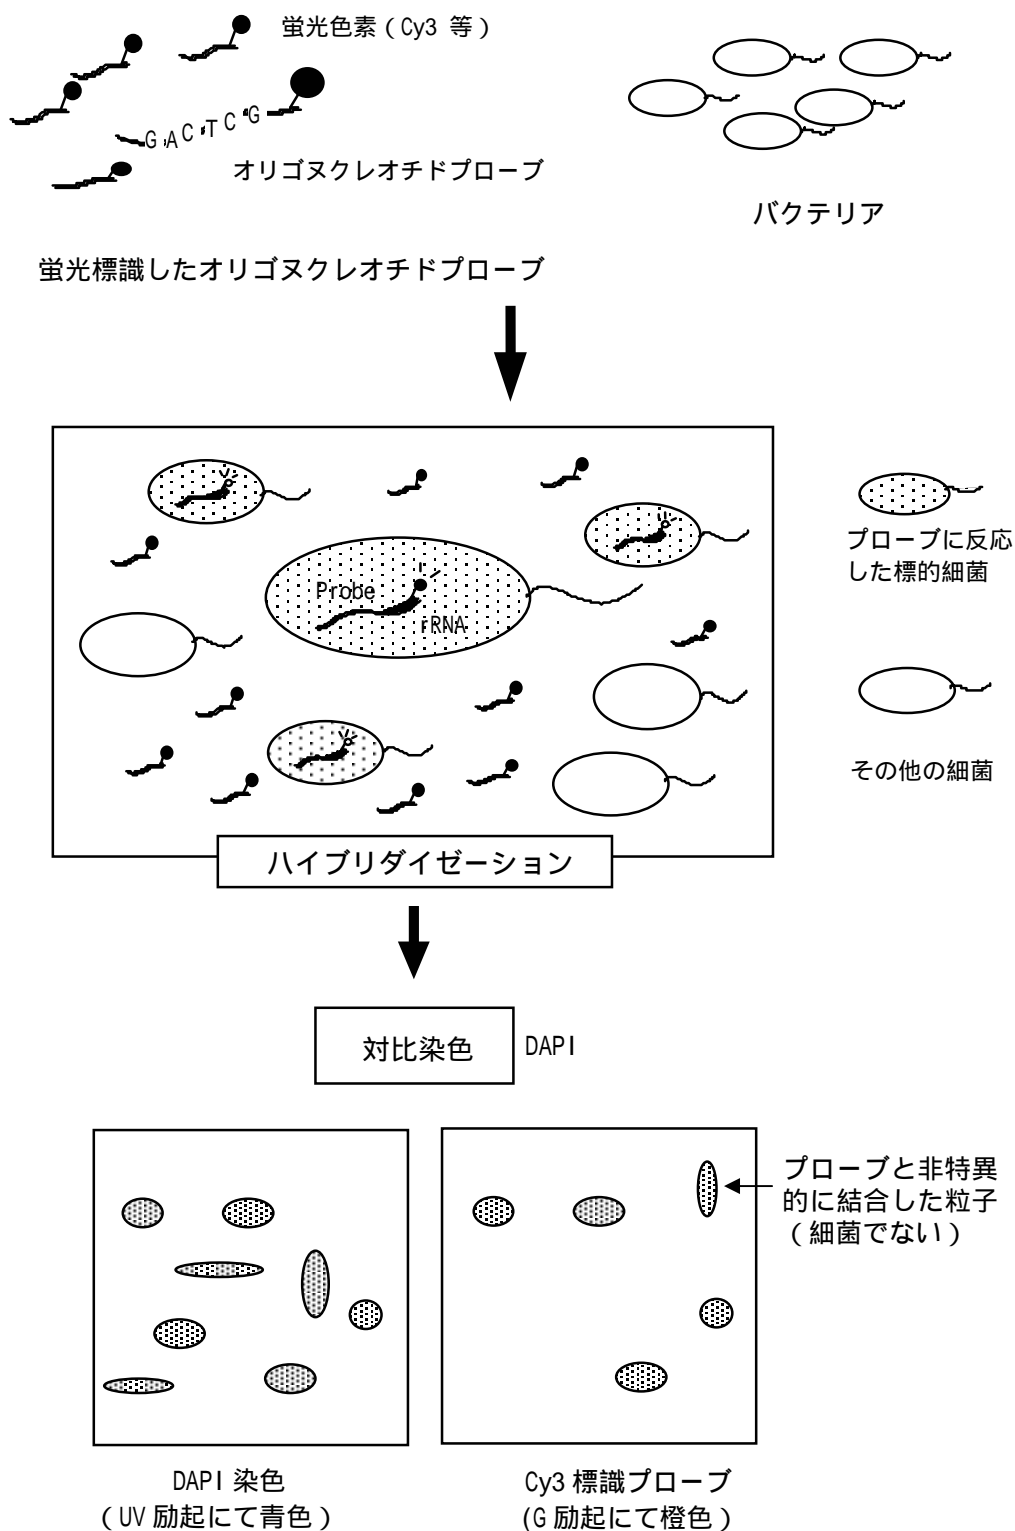 蛍光色素（Cy3 等）
GACTCG
オリゴヌクレオチドプローブ
バクテリア
蛍光標識したオリゴヌクレオチドプローブ
Probe
rRNA
プローブに反応
した標的細菌
その他の細菌
ハイブリダイゼーション
対比染色
DAPI
プローブと非特異
的に結合した粒子
（細菌でない）
DAPI 染色
（UV 励起にて青色）
Cy3 標識プローブ
(G 励起にて橙色）